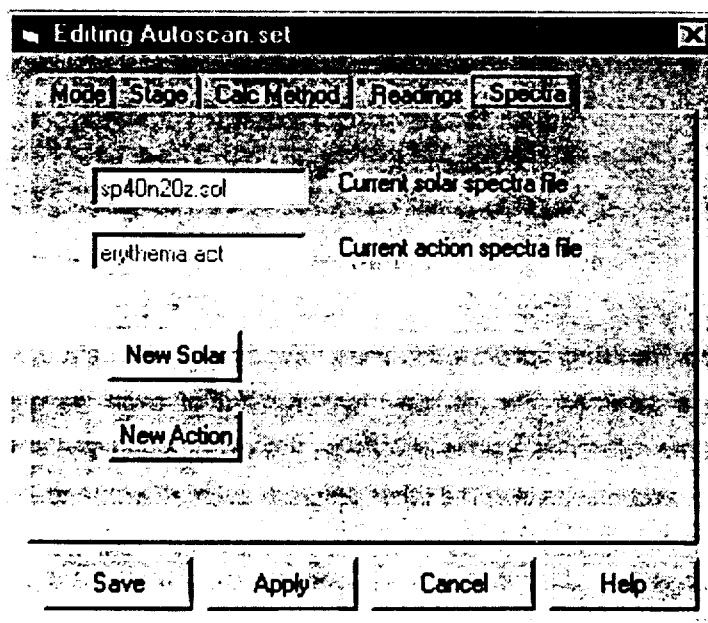 Editing Autoscan.set
Mode Stage Calc Method Readings Spectra
sp40n20z.sol Current solar spectra file
erythema.act Current action spectra file
New Solar
New Action
Save Apply Cancel Help